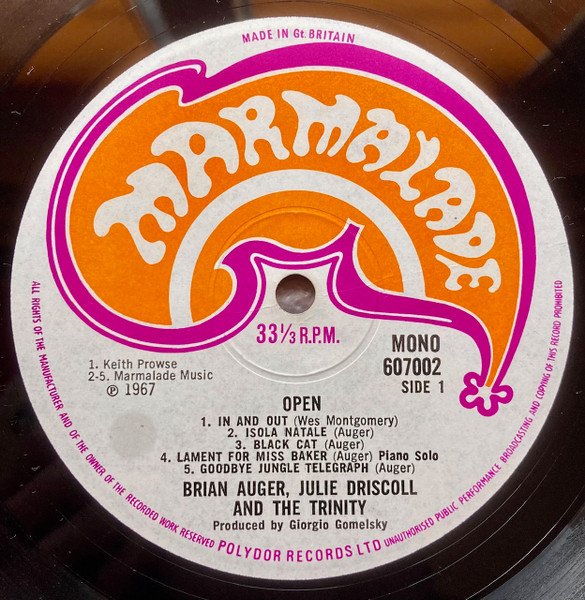 MADE IN Gt. BRITAIN
MARMALADE
33⅓ R.P.M.
MONO
607002
SIDE 1
1. Keith Prowse
2-5. Marmalade Music
℗ 1967
OPEN
1. IN AND OUT (Wes Montgomery)
2. ISOLA NATALE (Auger)
3. BLACK CAT (Auger)
4. LAMENT FOR MISS BAKER (Auger) Piano Solo
5. GOODBYE JUNGLE TELEGRAPH (Auger)
BRIAN AUGER, JULIE DRISCOLL
AND THE TRINITY
Produced by Giorgio Gomelsky
ALL RIGHTS OF THE MANUFACTURER AND OF THE OWNER OF THE RECORDED WORK RESERVED POLYDOR RECORDS LTD UNAUTHORISED PUBLIC PERFORMANCE BROADCASTING AND COPYING OF THIS RECORD PROHIBITED